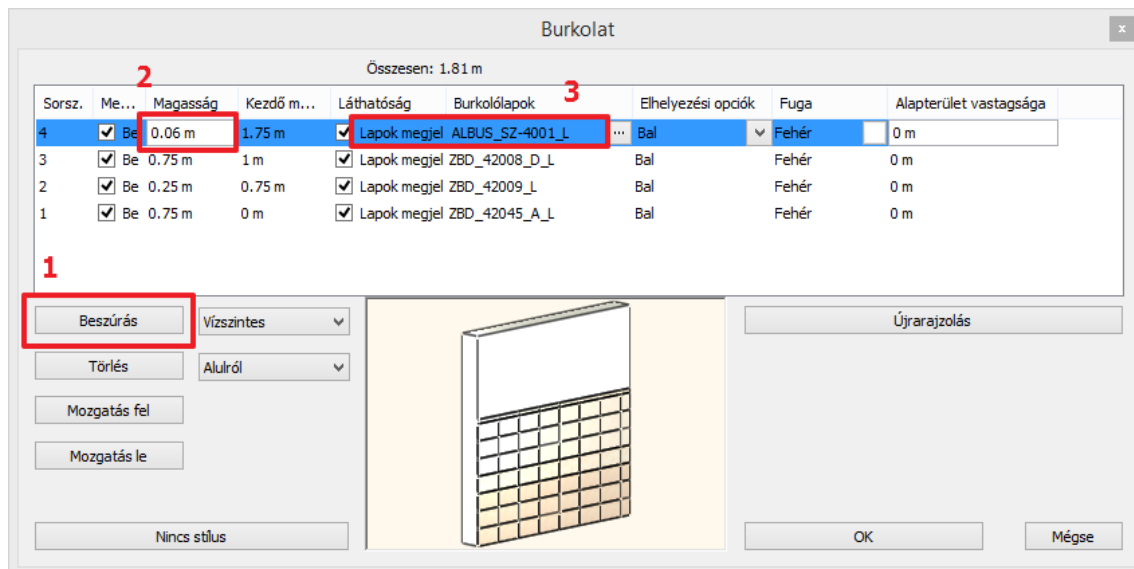 Burkolat
x
Összesen: 1.81 m
2
3
Sorsz. Me... Magasság Kezdő m... Láthatóság Burkolólapok Elhelyezési opciók Fuga Alapterület vastagsága
4 Be 0.06 m 1.75 m Lapok megjel ALBUS_SZ-4001_L ... Bal Fehér 0 m
3 Be 0.75 m 1 m Lapok megjel ZBD_42008_D_L Bal Fehér 0 m
2 Be 0.25 m 0.75 m Lapok megjel ZBD_42009_L Bal Fehér 0 m
1 Be 0.75 m 0 m Lapok megjel ZBD_42045_A_L Bal Fehér 0 m
1
Beszúrás Vízszintes Újrarajzolás
Törlés Alulról
Mozgatás fel
Mozgatás le
Nincs stílus OK Mégse